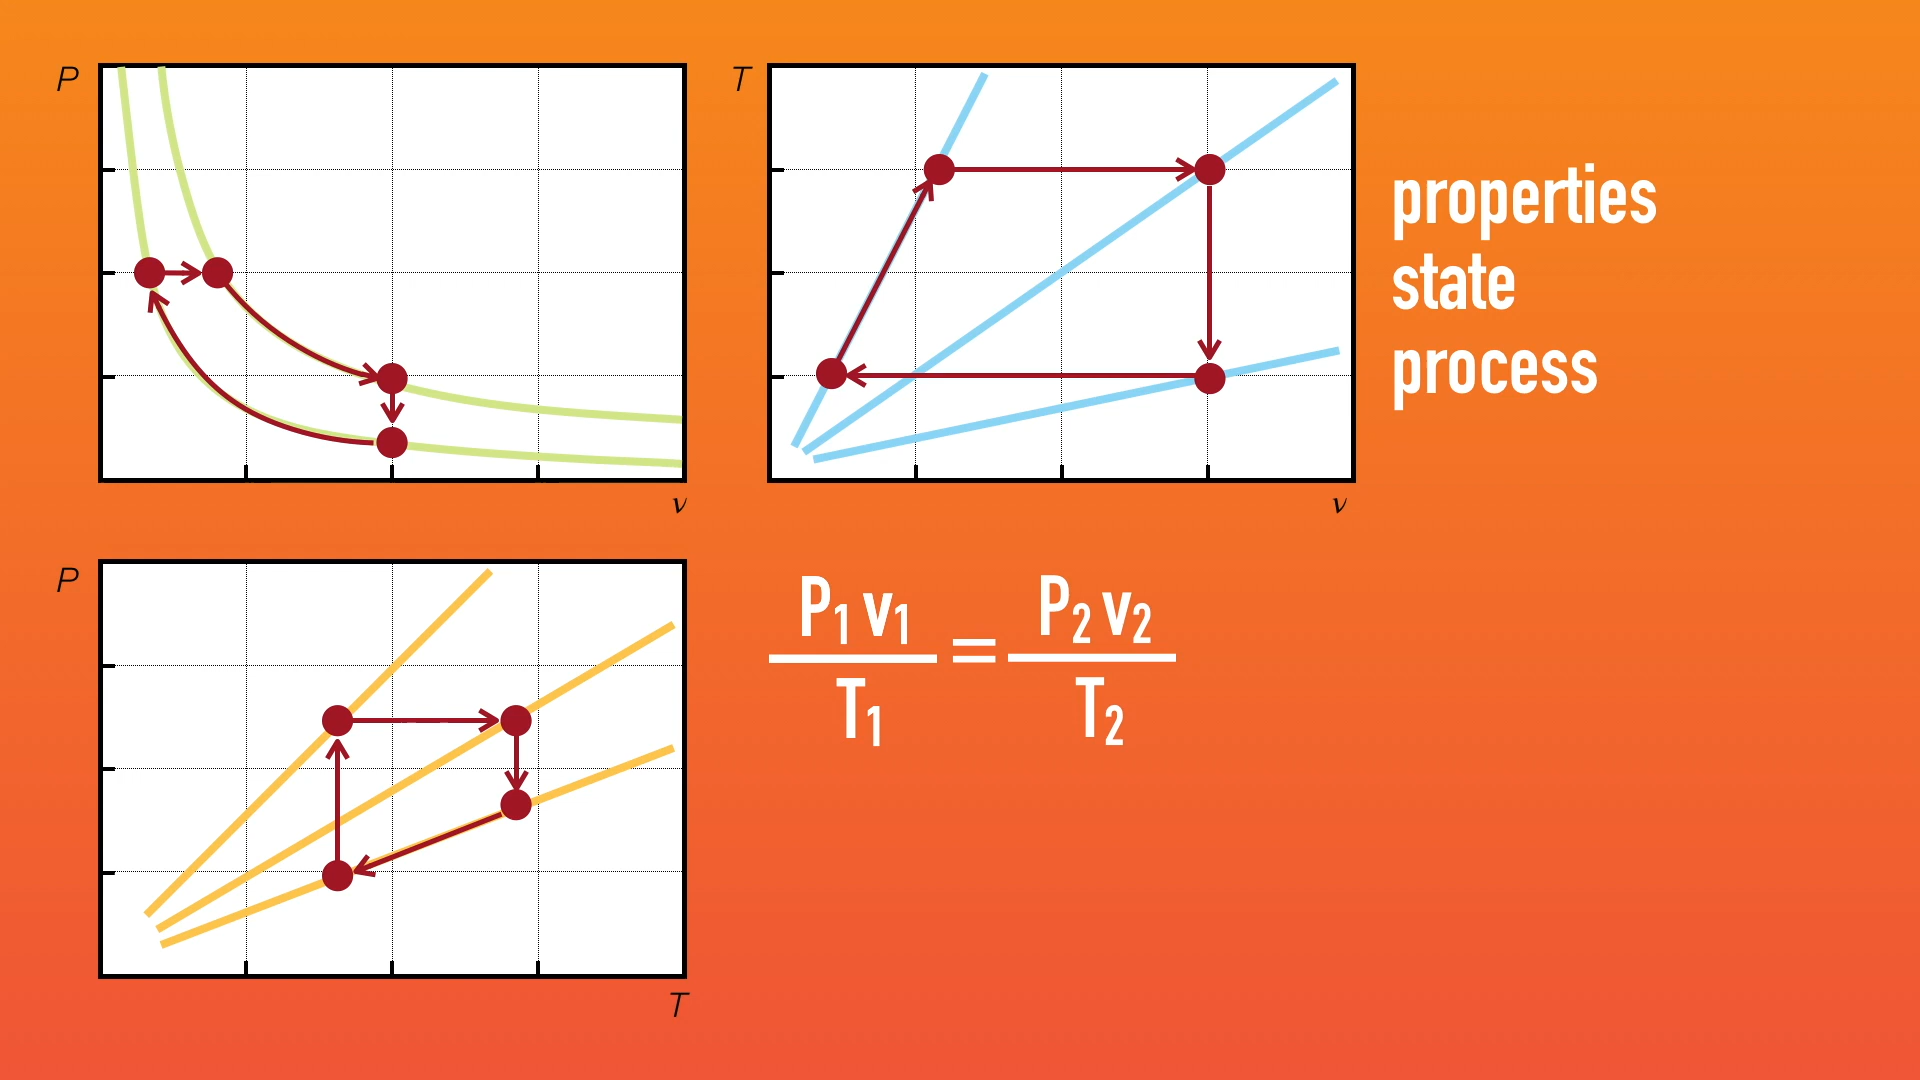 P
ν
T
ν
properties
state
process
P
T
P₁ v₁ / T₁ = P₂ v₂ / T₂